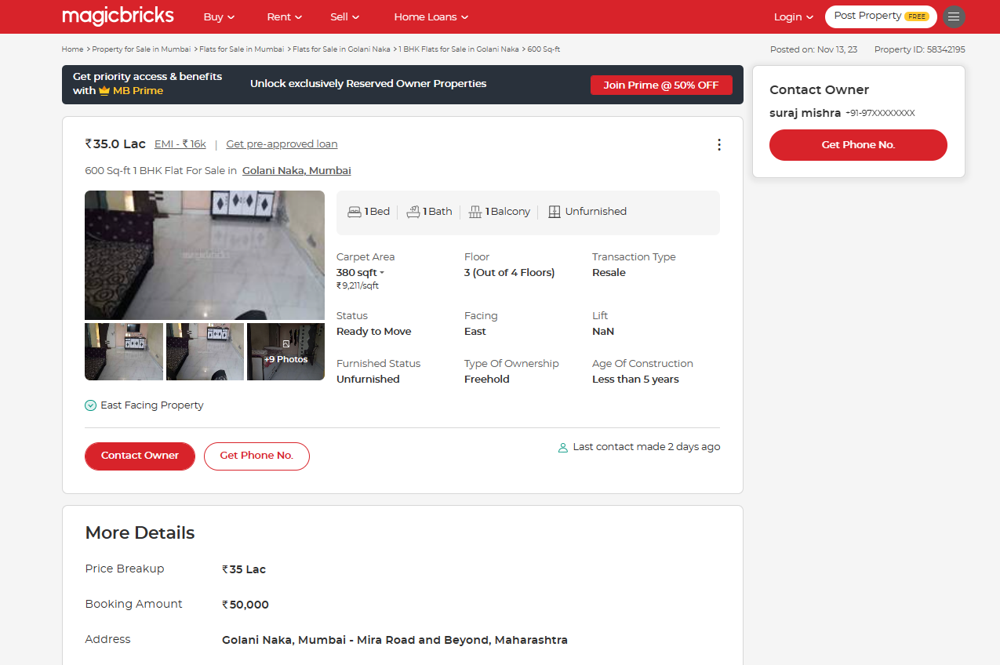 magicbricks Buy Rent Sell Home Loans Login Post Property FREE
Home > Property for Sale in Mumbai > Flats for Sale in Mumbai > Flats for Sale in Golani Naka > 1 BHK Flats for Sale in Golani Naka > 600 Sq-ft Posted on: Nov 13, 23 Property ID: 58342195
Get priority access & benefits
with MB Prime
Unlock exclusively Reserved Owner Properties
Join Prime @ 50% OFF
Contact Owner
suraj mishra +91-97XXXXXXXX
Get Phone No.
₹35.0 Lac EMI - ₹16k | Get pre-approved loan
600 Sq-ft 1 BHK Flat For Sale in Golani Naka, Mumbai
magicbricks
+9 Photos
1 Bed 1 Bath 1 Balcony Unfurnished
Carpet Area Floor Transaction Type
380 sqft 3 (Out of 4 Floors) Resale
₹9,211/sqft
Status Facing Lift
Ready to Move East NaN
Furnished Status Type Of Ownership Age Of Construction
Unfurnished Freehold Less than 5 years
East Facing Property
Contact Owner Get Phone No. Last contact made 2 days ago
More Details
Price Breakup ₹35 Lac
Booking Amount ₹50,000
Address Golani Naka, Mumbai - Mira Road and Beyond, Maharashtra